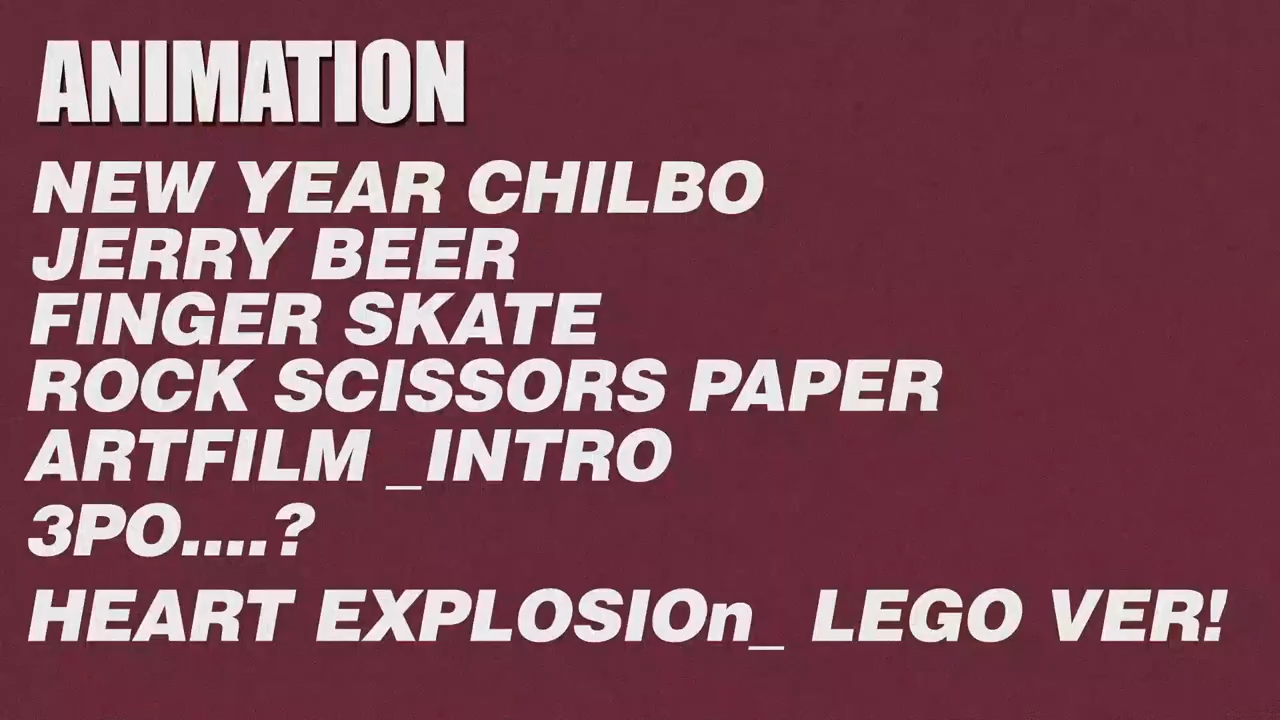 ANIMATION
NEW YEAR CHILBO
JERRY BEER
FINGER SKATE
ROCK SCISSORS PAPER
ARTFILM _INTRO
3PO....?
HEART EXPLOSIOn_ LEGO VER!